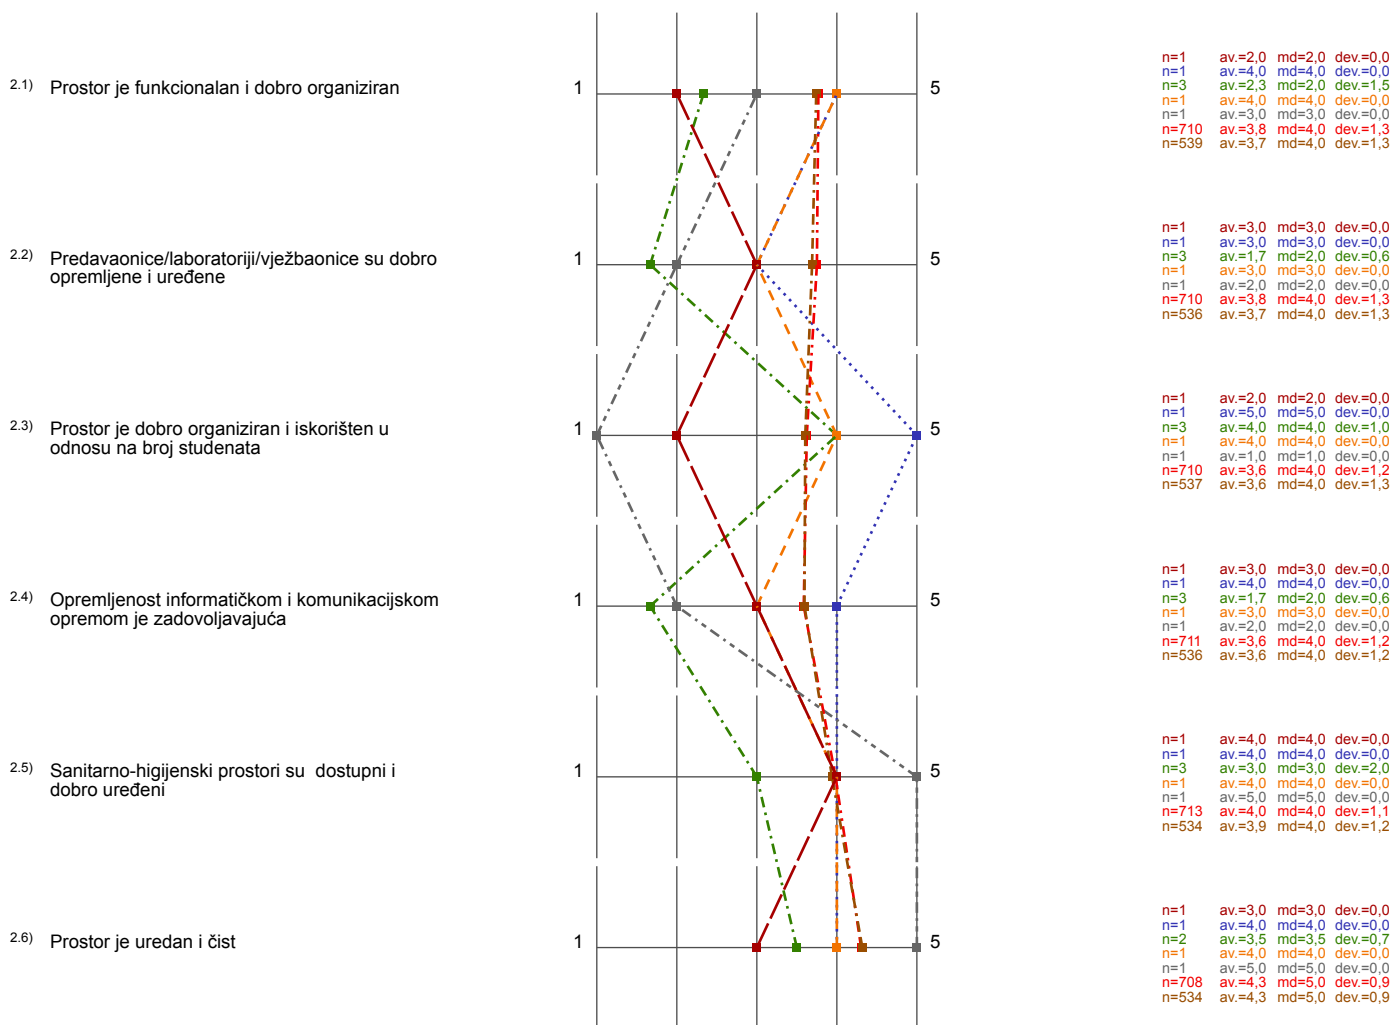 2.1) Prostor je funkcionalan i dobro organiziran
1 5
n=1 av.=2,0 md=2,0 dev.=0,0
n=1 av.=4,0 md=4,0 dev.=0,0
n=3 av.=2,3 md=2,0 dev.=1,5
n=1 av.=4,0 md=4,0 dev.=0,0
n=1 av.=3,0 md=3,0 dev.=0,0
n=710 av.=3,8 md=4,0 dev.=1,3
n=539 av.=3,7 md=4,0 dev.=1,3
2.2) Predavaonice/laboratoriji/vježbaonice su dobro
opremljene i uređene
1 5
n=1 av.=3,0 md=3,0 dev.=0,0
n=1 av.=3,0 md=3,0 dev.=0,0
n=3 av.=1,7 md=2,0 dev.=0,6
n=1 av.=3,0 md=3,0 dev.=0,0
n=1 av.=2,0 md=2,0 dev.=0,0
n=710 av.=3,8 md=4,0 dev.=1,3
n=536 av.=3,7 md=4,0 dev.=1,3
2.3) Prostor je dobro organiziran i iskorišten u
odnosu na broj studenata
1 5
n=1 av.=2,0 md=2,0 dev.=0,0
n=1 av.=5,0 md=5,0 dev.=0,0
n=3 av.=4,0 md=4,0 dev.=1,0
n=1 av.=4,0 md=4,0 dev.=0,0
n=1 av.=1,0 md=1,0 dev.=0,0
n=710 av.=3,6 md=4,0 dev.=1,2
n=537 av.=3,6 md=4,0 dev.=1,3
2.4) Opremljenost informatičkom i komunikacijskom
opremom je zadovoljavajuća
1 5
n=1 av.=3,0 md=3,0 dev.=0,0
n=1 av.=4,0 md=4,0 dev.=0,0
n=3 av.=1,7 md=2,0 dev.=0,6
n=1 av.=3,0 md=3,0 dev.=0,0
n=1 av.=2,0 md=2,0 dev.=0,0
n=711 av.=3,6 md=4,0 dev.=1,2
n=536 av.=3,6 md=4,0 dev.=1,2
2.5) Sanitarno-higijenski prostori su dostupni i
dobro uređeni
1 5
n=1 av.=4,0 md=4,0 dev.=0,0
n=1 av.=4,0 md=4,0 dev.=0,0
n=3 av.=3,0 md=3,0 dev.=2,0
n=1 av.=4,0 md=4,0 dev.=0,0
n=1 av.=5,0 md=5,0 dev.=0,0
n=713 av.=4,0 md=4,0 dev.=1,1
n=534 av.=3,9 md=4,0 dev.=1,2
2.6) Prostor je uredan i čist
1 5
n=1 av.=3,0 md=3,0 dev.=0,0
n=1 av.=4,0 md=4,0 dev.=0,0
n=2 av.=3,5 md=3,5 dev.=0,7
n=1 av.=4,0 md=4,0 dev.=0,0
n=1 av.=5,0 md=5,0 dev.=0,0
n=708 av.=4,3 md=5,0 dev.=0,9
n=534 av.=4,3 md=5,0 dev.=0,9